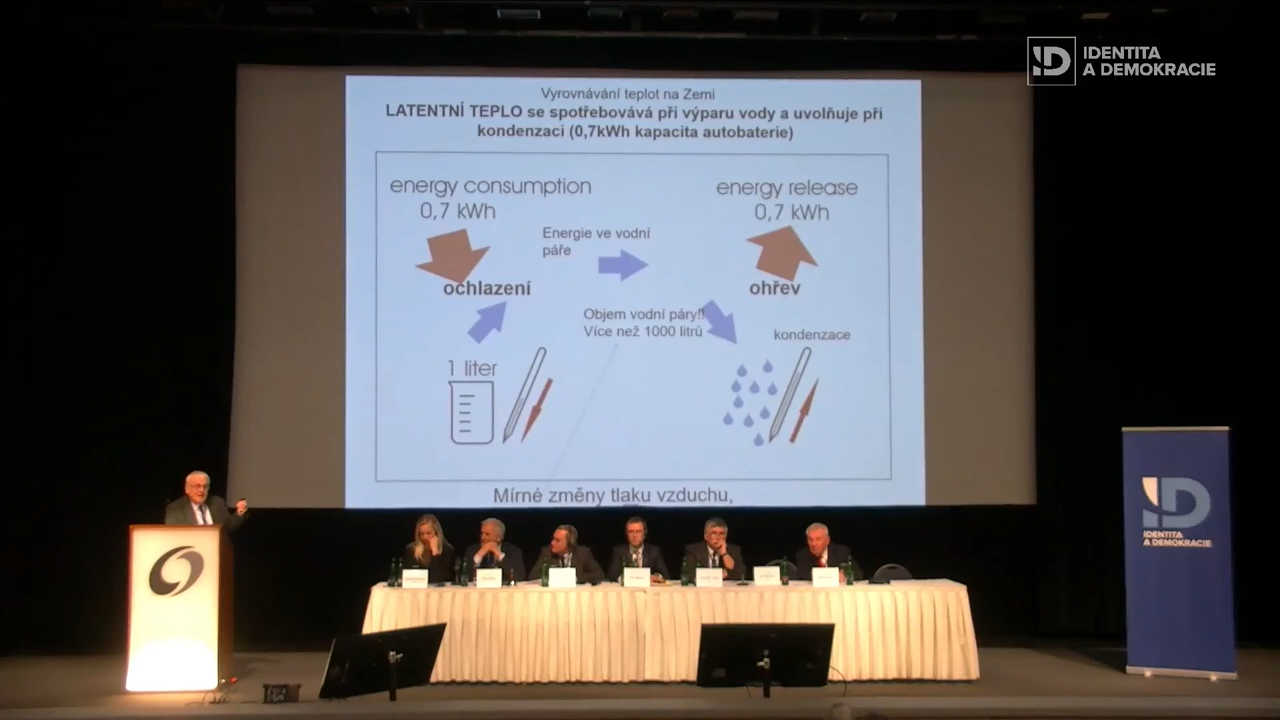 IDENTITA
A DEMOKRACIE
Vyrovnávání teplot na Zemi
LATENTNÍ TEPLO se spotřebovává při výparu vody a uvolňuje při
kondenzaci (0,7kWh kapacita autobaterie)
energy consumption
0,7 kWh
energy release
0,7 kWh
Energie ve vodní
páře
ochlazení
ohřev
Objem vodní páry!!
Více než 1000 litrů
kondenzace
1 liter
Mírné změny tlaku vzduchu,
ID
IDENTITA
A DEMOKRACIE